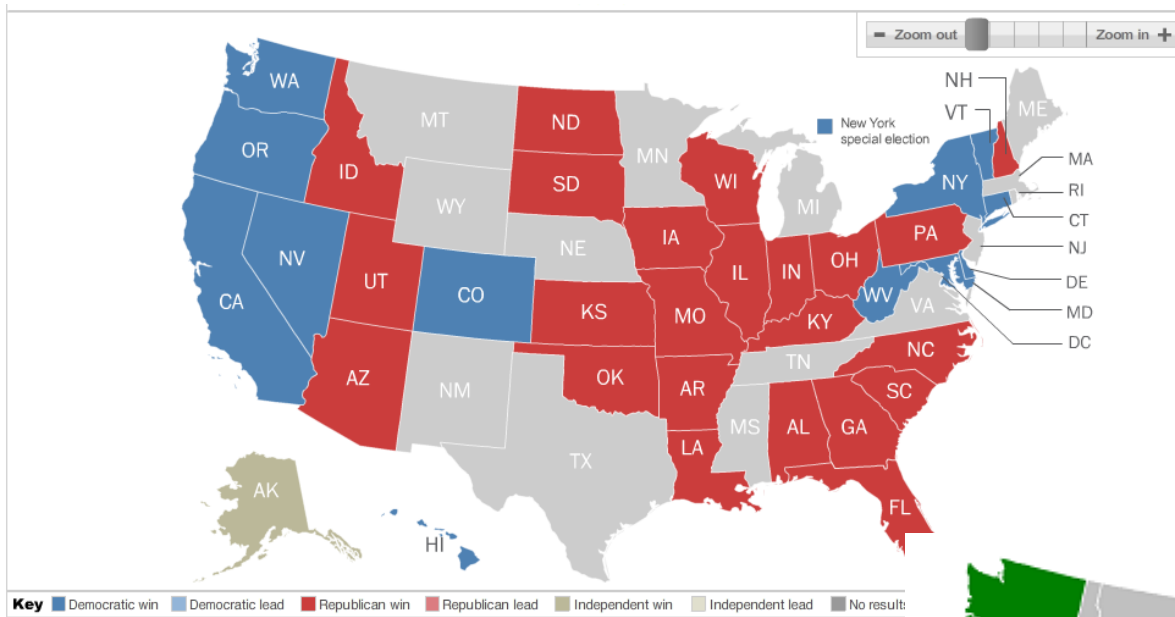 Zoom out
Zoom in
NH
WA
VT
ME
MT
ND
New York
special election
MN
OR
MA
ID
WI
SD
NY
RI
WY
MI
CT
IA
PA
NE
NJ
NV
OH
IL
IN
UT
DE
CO
CA
WV
VA
KS
MO
MD
KY
DC
NC
TN
AZ
OK
NM
AR
SC
MS
AL
GA
LA
TX
AK
FL
HI
Key Democratic win Democratic lead Republican win Republican lead Independent win Independent lead No results